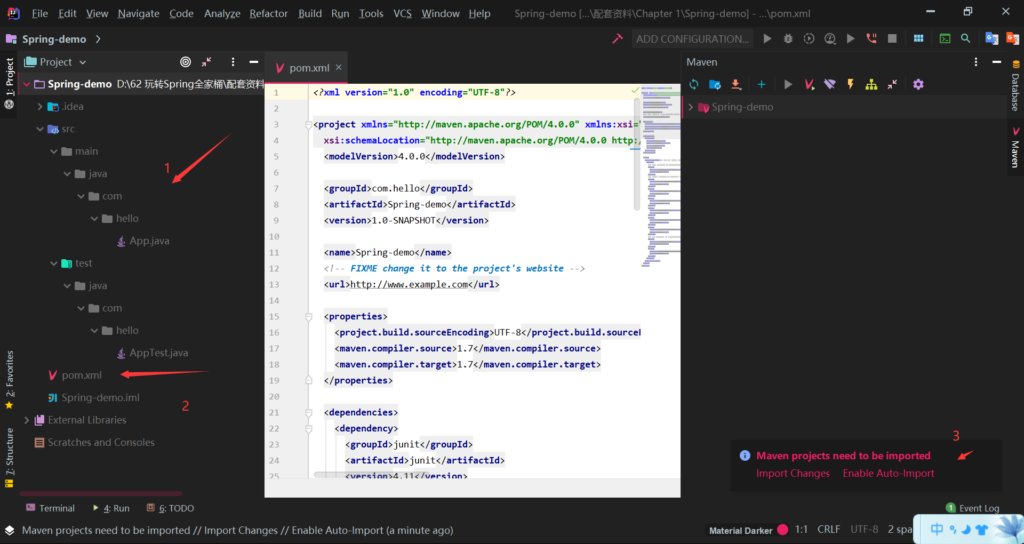 File Edit View Navigate Code Analyze Refactor Build Run Tools VCS Window Help Spring-demo [...\配套资料\Chapter 1\Spring-demo] - ...\pom.xml
Spring-demo
ADD CONFIGURATION...
1: Project
Project
Spring-demo D:\62 玩转Spring全家桶\配套资料
.idea
src
main
java
com
hello
App.java
test
java
com
hello
AppTest.java
pom.xml
Spring-demo.iml
External Libraries
Scratches and Consoles
1
2
2: Favorites
7: Structure
pom.xml
1 <?xml version="1.0" encoding="UTF-8"?>
2
3 <project xmlns="http://maven.apache.org/POM/4.0.0" xmlns:xsi="
4 xsi:schemaLocation="http://maven.apache.org/POM/4.0.0 http:/
5 <modelVersion>4.0.0</modelVersion>
6
7 <groupId>com.hello</groupId>
8 <artifactId>Spring-demo</artifactId>
9 <version>1.0-SNAPSHOT</version>
10
11 <name>Spring-demo</name>
12 <!-- FIXME change it to the project's website -->
13 <url>http://www.example.com</url>
14
15 <properties>
16 <project.build.sourceEncoding>UTF-8</project.build.sourceE
17 <maven.compiler.source>1.7</maven.compiler.source>
18 <maven.compiler.target>1.7</maven.compiler.target>
19 </properties>
20
21 <dependencies>
22 <dependency>
23 <groupId>junit</groupId>
24 <artifactId>junit</artifactId>
25 <version>4.11</version>
Maven
Spring-demo
Database
Maven
3
Maven projects need to be imported
Import Changes Enable Auto-Import
Terminal 4: Run 6: TODO
1 Event Log
Maven projects need to be imported // Import Changes // Enable Auto-Import (a minute ago)
Material Darker 1:1 CRLF UTF-8 2 spa
中